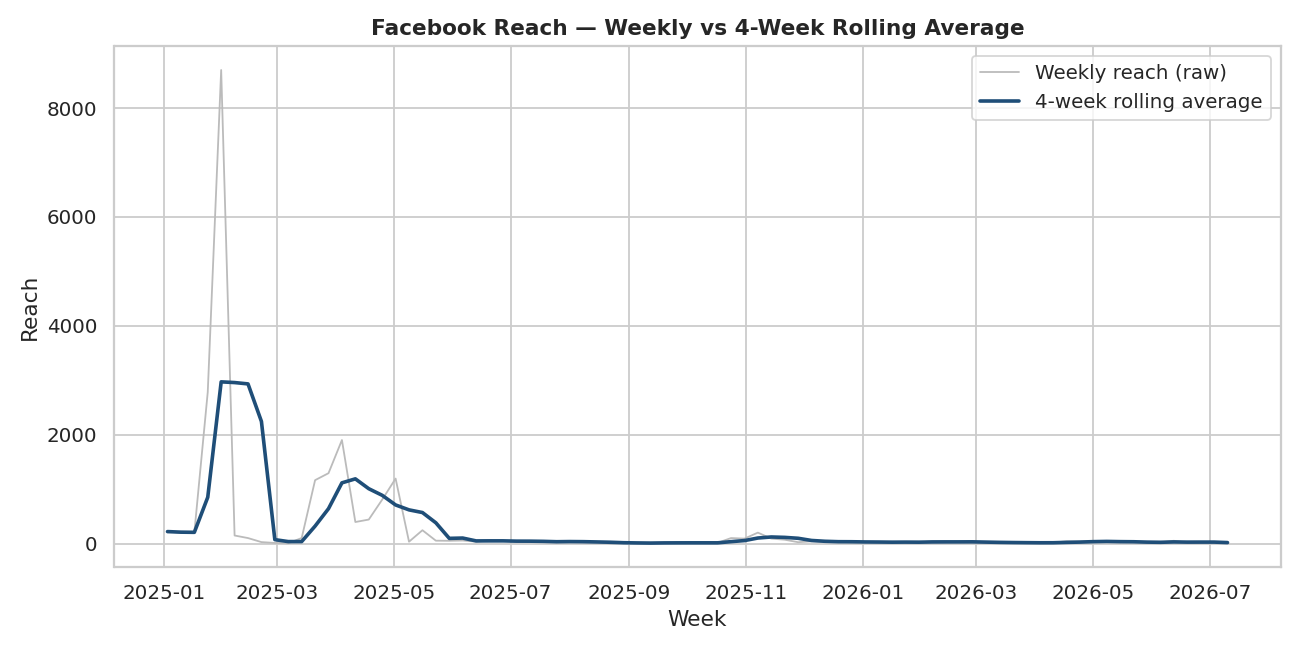 Facebook Reach — Weekly vs 4-Week Rolling Average
Weekly reach (raw)
4-week rolling average
Reach
8000
6000
4000
2000
0
2025-01 2025-03 2025-05 2025-07 2025-09 2025-11 2026-01 2026-03 2026-05 2026-07
Week